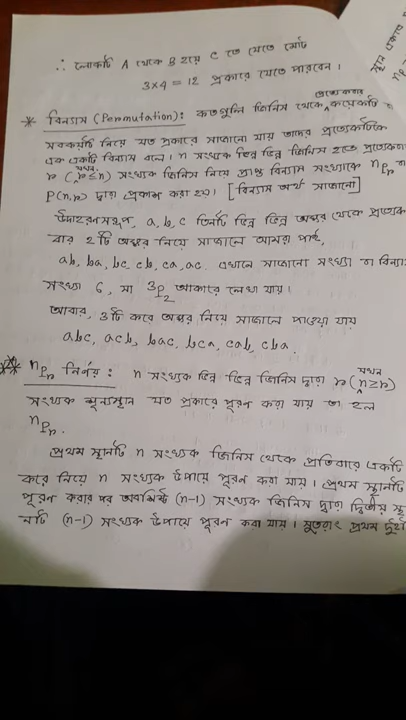 ∴ লোকটি A থেকে B হয়ে C তে যেতে মোট
3×4 = 12 প্রকারে যেতে পারবেন।
* বিন্যাস (Permutation): কতগুলি জিনিস থেকে প্রত্যেকবার কয়েকটি বা
সবকয়টি নিয়ে যত প্রকারে সাজানো যায় তাদের প্রত্যেকটিকে
এক একটি বিন্যাস বলে। n সংখ্যক ভিন্ন ভিন্ন জিনিস হতে প্রত্যেকবার
r (যখন r ≤ n) সংখ্যক জিনিস নিয়ে প্রাপ্ত বিন্যাস সংখ্যাকে nPr বা
P(n,r) দ্বারা প্রকাশ করা হয়। [বিন্যাস অর্থ সাজানো]
উদাহরণস্বরূপ, a, b, c তিনটি ভিন্ন ভিন্ন অক্ষর থেকে প্রত্যেক
বার 2টি অক্ষর নিয়ে সাজালে আমরা পাই,
ab, ba, bc, cb, ca, ac. এখানে সাজানো সংখ্যা তা বিন্যাস
সংখ্যা 6, যা 3P2 আকারে লেখা যায়।
আবার, 3টি করে অক্ষর নিয়ে সাজালে পাওয়া যায়
abc, acb, bac, bca, cab, cba.
** nPr নির্ণয়: n সংখ্যক ভিন্ন ভিন্ন জিনিস দ্বারা r (যখন n ≥ r)
সংখ্যক শূন্যস্থান যত প্রকারে পূরণ করা যায় তা হল
nPr.
প্রথম স্থানটি n সংখ্যক জিনিস থেকে প্রতিবারে একটি
করে নিয়ে n সংখ্যক উপায়ে পূরণ করা যায়। প্রথম স্থানটি
পূরণ করার পর অবশিষ্ট (n-1) সংখ্যক জিনিস দ্বারা দ্বিতীয় স্থা
নটি (n-1) সংখ্যক উপায়ে পূরণ করা যায়। সুতরাং প্রথম দুই